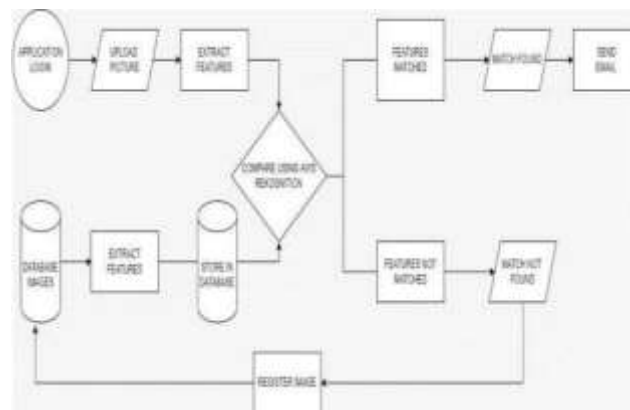 APPLICATION
LOGIN
UPLOAD
PICTURE
EXTRACT
FEATURES
FEATURES
MATCHED
MATCH FOUND
SEND
EMAIL
COMPARE USING AWS
REKOGNITION
DATABASE
IMAGES
EXTRACT
FEATURES
STORE IN
DATABASE
FEATURES NOT
MATCHED
MATCH NOT
FOUND
REGISTER IMAGE